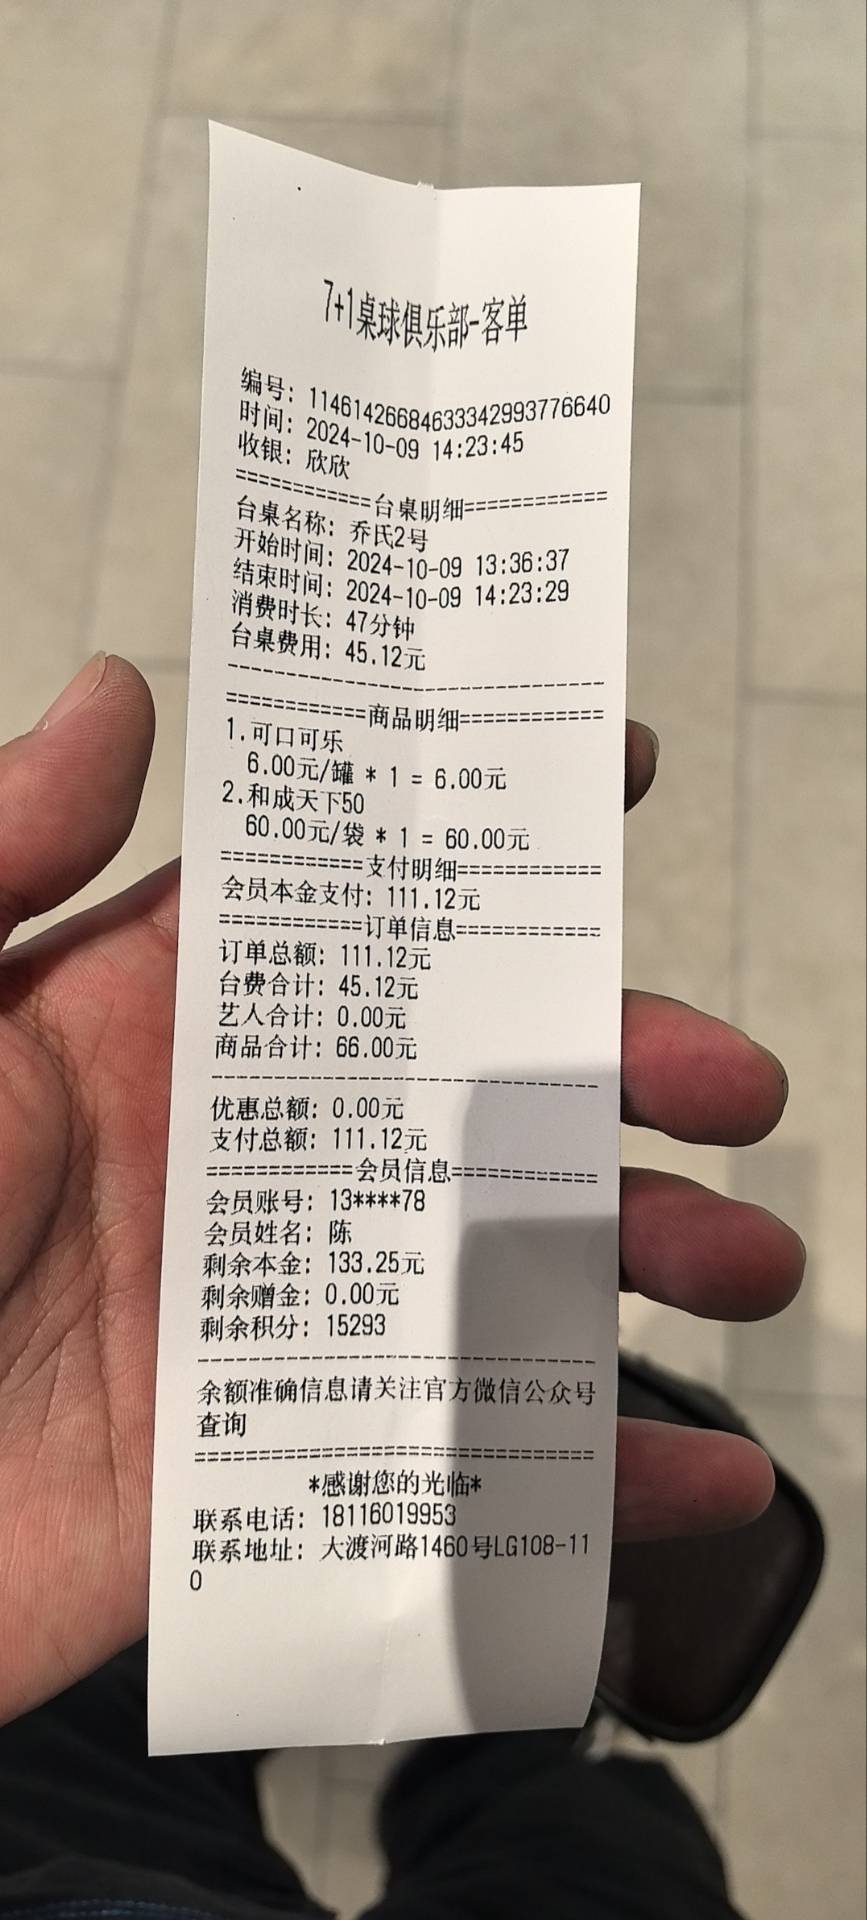 7+1桌球俱乐部-客单
编号: 11461426684633342993776640
时间: 2024-10-09 14:23:45
收银: 欣欣
============台桌明细============
台桌名称: 乔氏2号
开始时间: 2024-10-09 13:36:37
结束时间: 2024-10-09 14:23:29
消费时长: 47分钟
台桌费用: 45.12元
--------------------------------
============商品明细============
1.可口可乐
6.00元/罐 * 1 = 6.00元
2.和成天下50
60.00元/袋 * 1 = 60.00元
============支付明细============
会员本金支付: 111.12元
============订单信息============
订单总额: 111.12元
台费合计: 45.12元
艺人合计: 0.00元
商品合计: 66.00元
--------------------------------
优惠总额: 0.00元
支付总额: 111.12元
============会员信息============
会员账号: 13****78
会员姓名: 陈
剩余本金: 133.25元
剩余赠金: 0.00元
剩余积分: 15293
--------------------------------
余额准确信息请关注官方微信公众号
查询
================================
*感谢您的光临*
联系电话: 18116019953
联系地址: 大渡河路1460号LG108-11
0